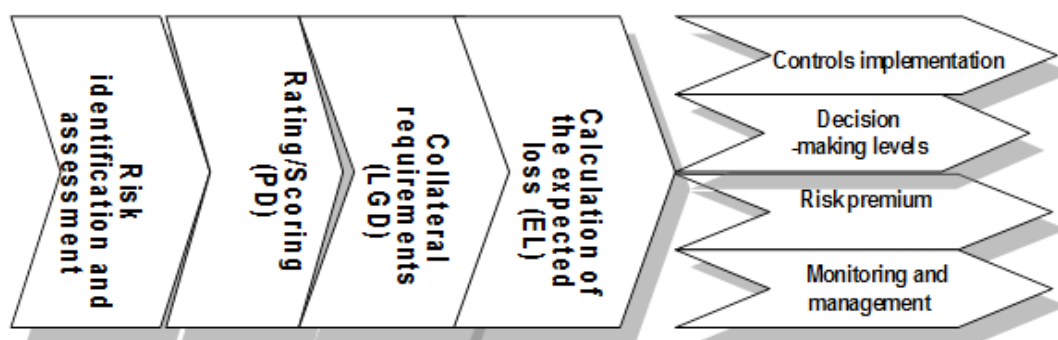 Risk
identification and
assessment
Rating/Scoring
(PD)
Collateral
requirements
(LGD)
Calculation of
the expected
loss (EL)
Controls implementation
Decision
-making levels
Risk premium
Monitoring and
management